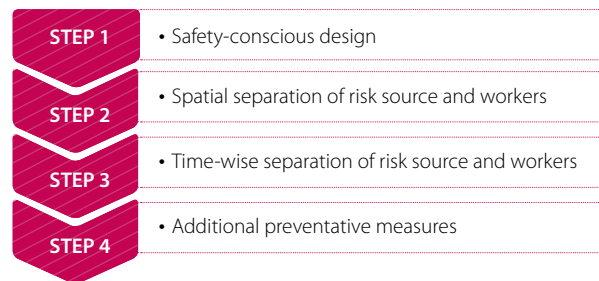 STEP 1
• Safety-conscious design
STEP 2
• Spatial separation of risk source and workers
STEP 3
• Time-wise separation of risk source and workers
STEP 4
• Additional preventative measures